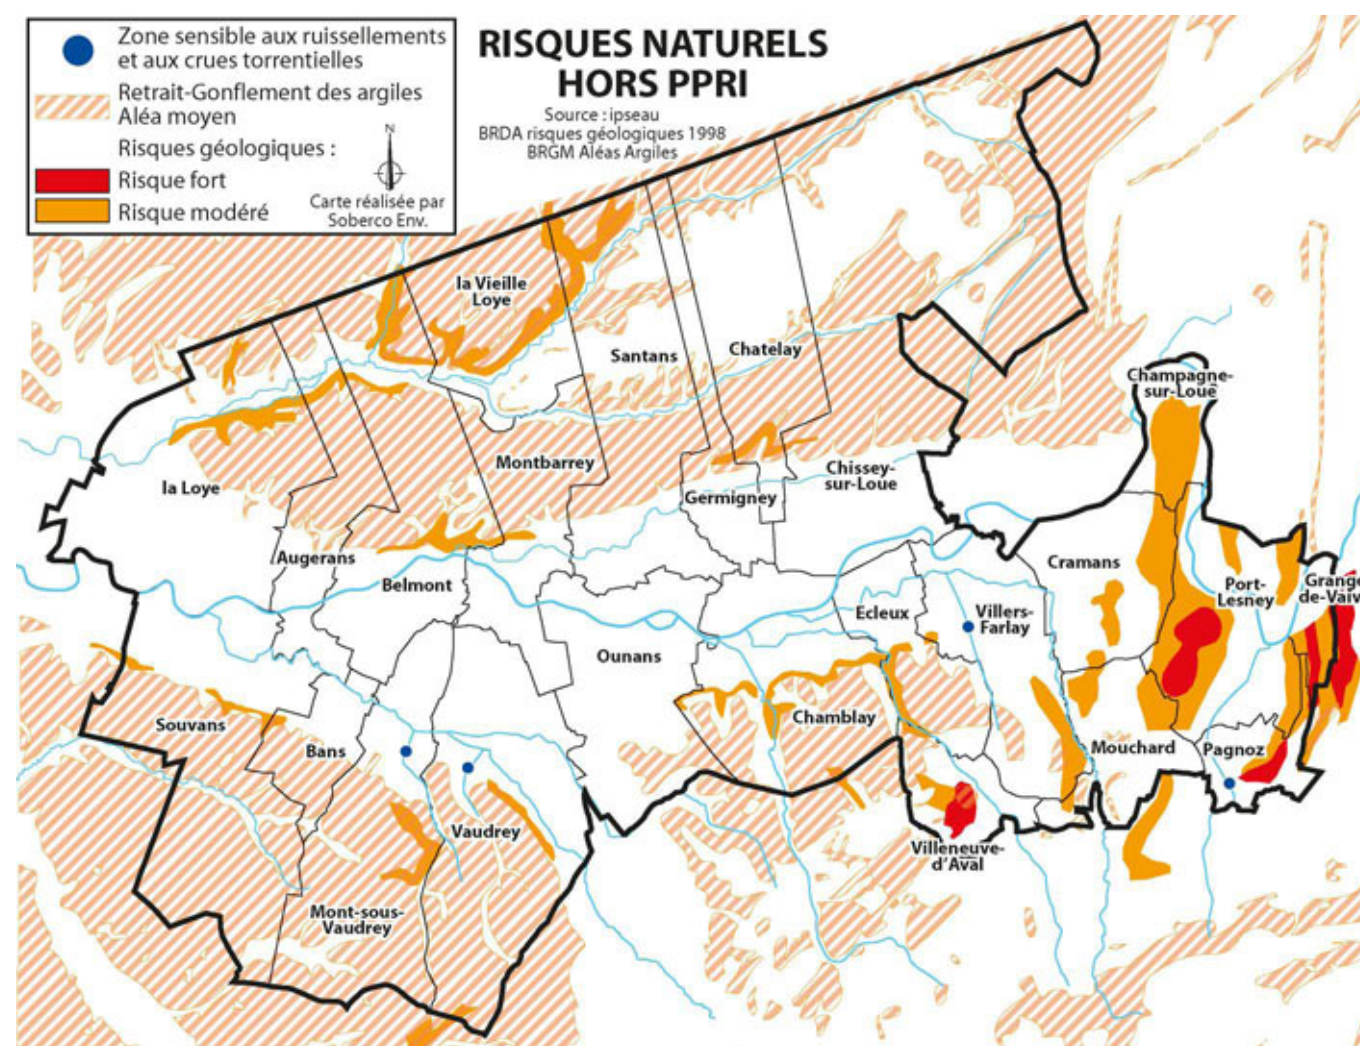 Zone sensible aux ruissellements
et aux crues torrentielles
Retrait-Gonflement des argiles
Aléa moyen
Risques géologiques :
Risque fort
Risque modéré
N
Carte réalisée par
Soberco Env.
RISQUES NATURELS
HORS PPRI
Source : ipseau
BRDA risques géologiques 1998
BRGM Aléas Argiles
la Vieille
Loye
Santans
Chatelay
Champagne-
sur-Loue
Montbarrey
la Loye
Germigney
Chissey-
sur-Loue
Augerans
Belmont
Cramans
Port-
Lesney
Grange
de-Vaiv
Ecleux
Villers-
Farlay
Ounans
Souvans
Bans
Chamblay
Mouchard
Pagnoz
Vaudrey
Villeneuve-
d'Aval
Mont-sous-
Vaudrey